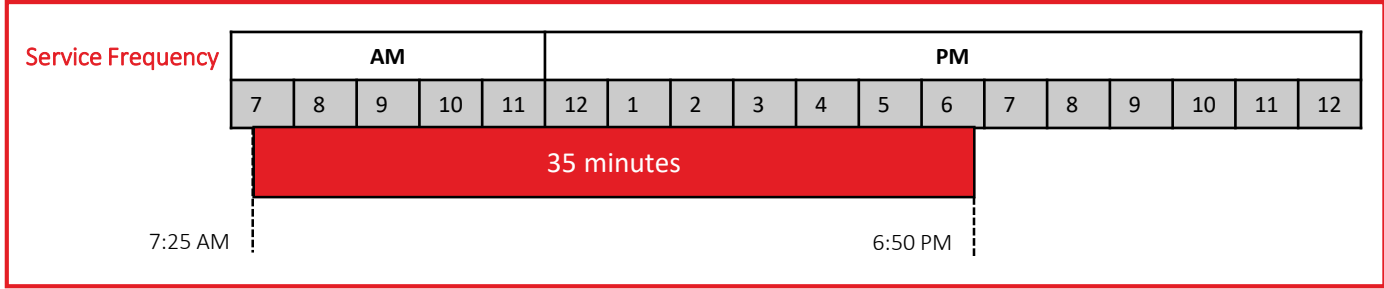 Service Frequency AM PM
7 8 9 10 11 12 1 2 3 4 5 6 7 8 9 10 11 12
35 minutes
7:25 AM 6:50 PM